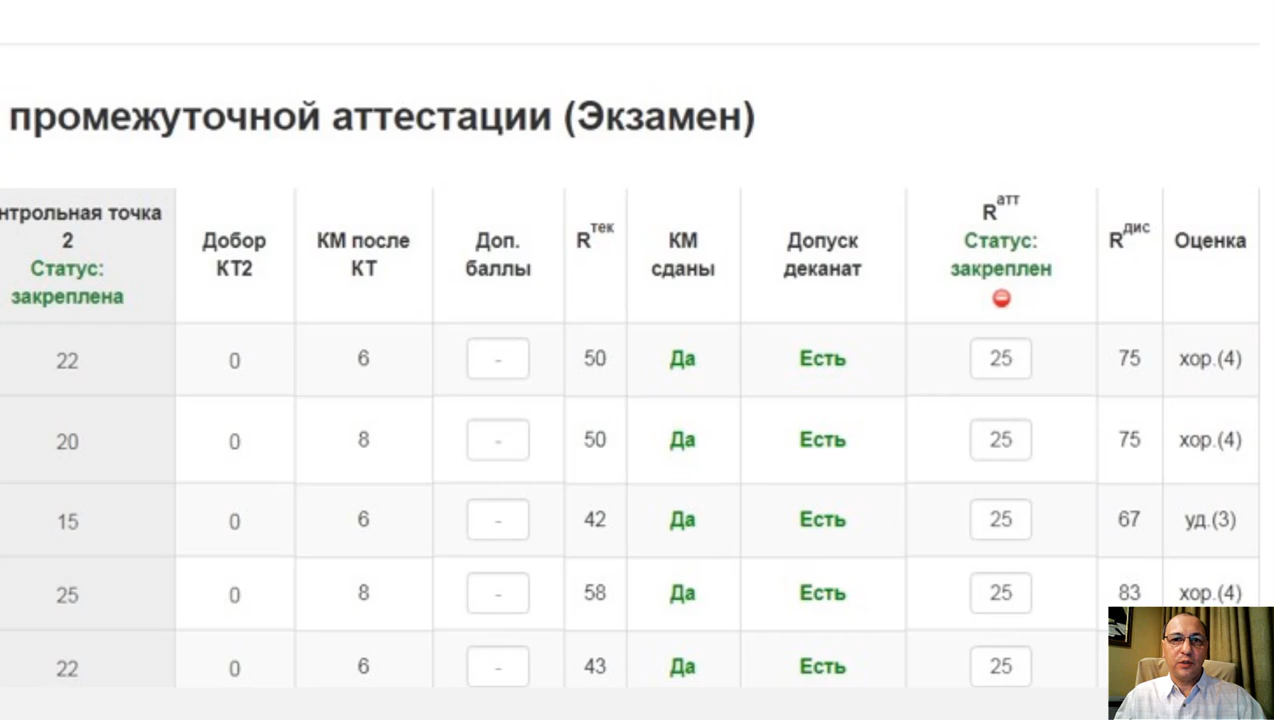 промежуточной аттестации (Экзамен)
нтрольная точка
2
Статус:
закреплена
Добор
КТ2
КМ после
КТ
Доп.
баллы
Rтек
КМ
сданы
Допуск
деканат
Rатт
Статус:
закреплен
Rдис
Оценка
22 0 6 - 50 Да Есть 25 75 хор.(4)
20 0 8 - 50 Да Есть 25 75 хор.(4)
15 0 6 - 42 Да Есть 25 67 уд.(3)
25 0 8 - 58 Да Есть 25 83 хор.(4)
22 0 6 - 43 Да Есть 25